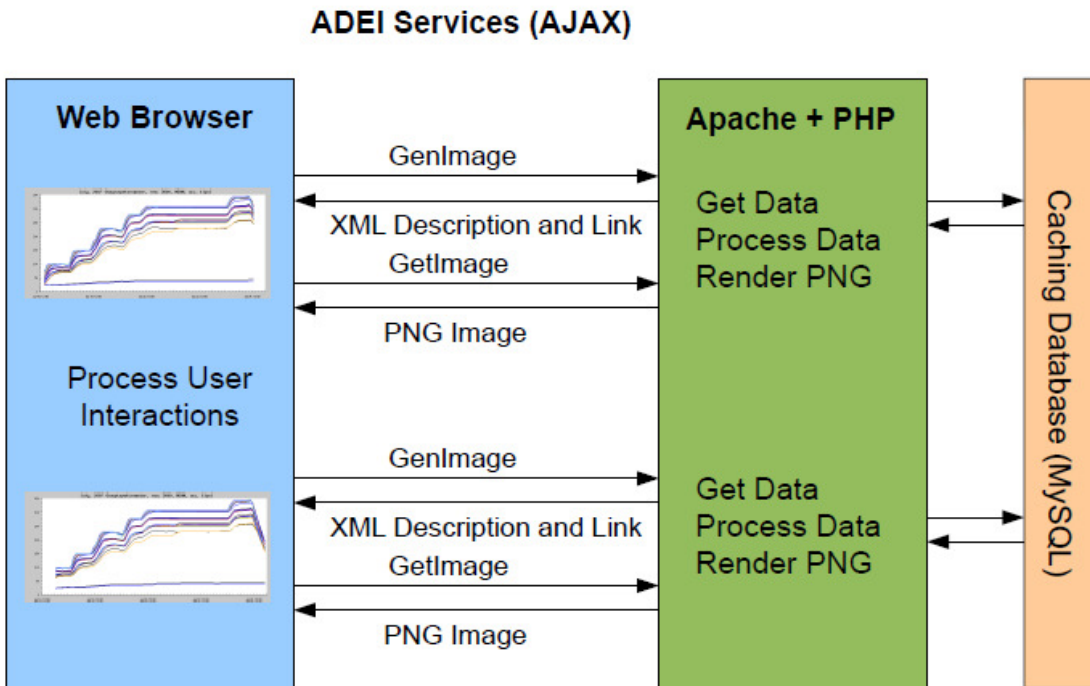 ADEI Services (AJAX)
Web Browser
Apache + PHP
GenImage
XML Description and Link
GetImage
PNG Image
Get Data
Process Data
Render PNG
Process User
Interactions
GenImage
XML Description and Link
GetImage
PNG Image
Get Data
Process Data
Render PNG
Caching Database (MySQL)